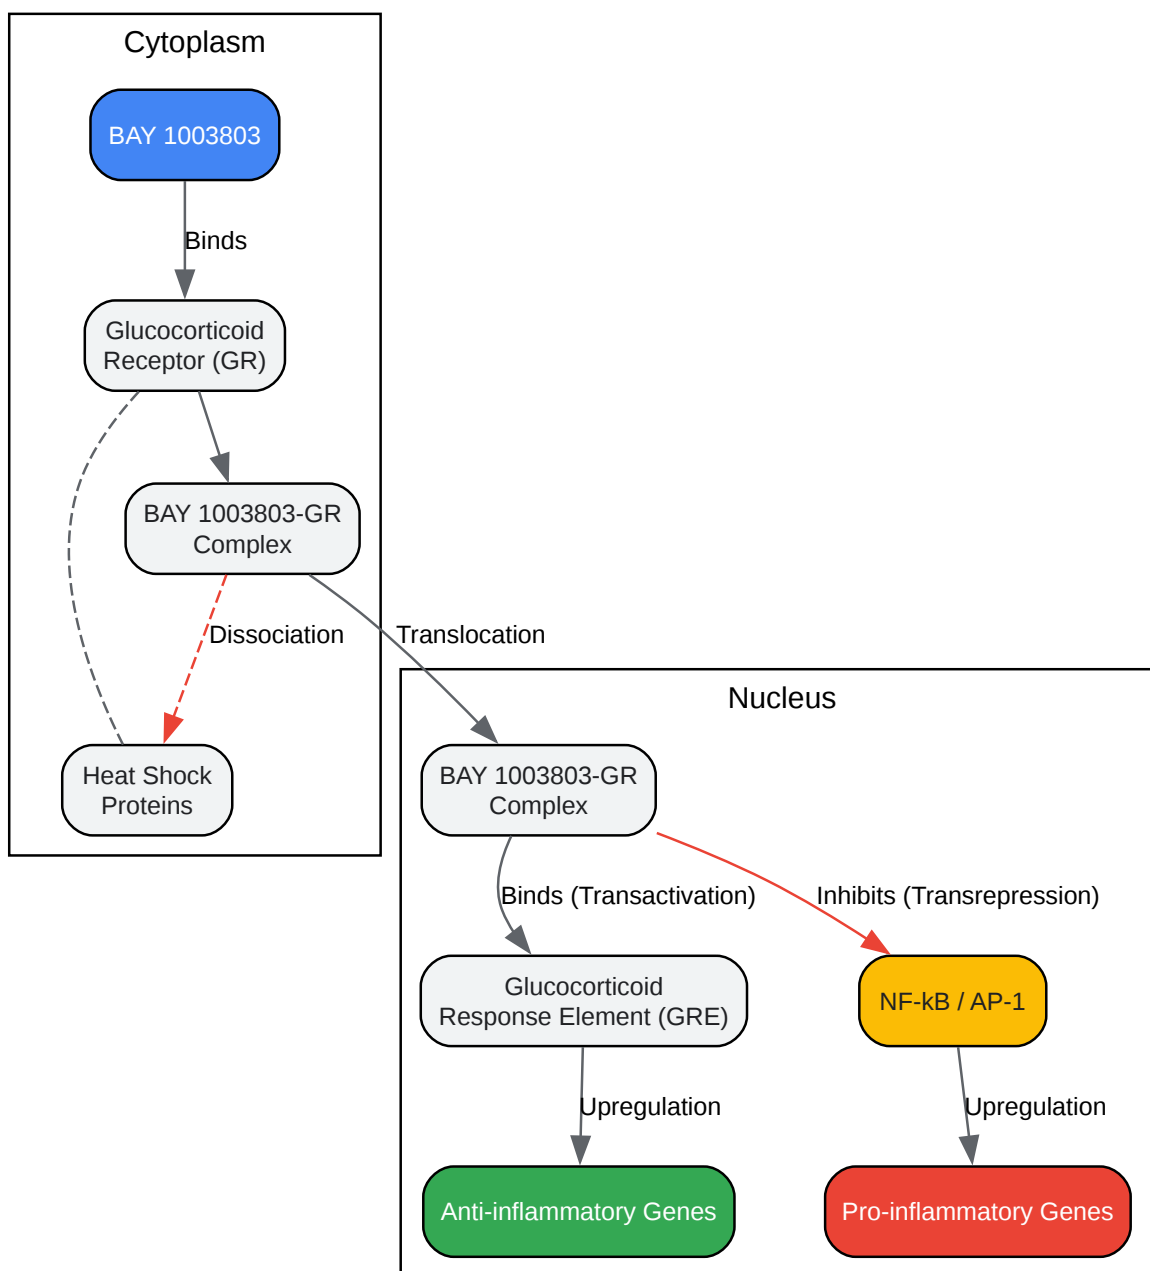 Cytoplasm
BAY 1003803
Binds
Glucocorticoid
Receptor (GR)
BAY 1003803-GR
Complex
Dissociation
Translocation
Heat Shock
Proteins
Nucleus
BAY 1003803-GR
Complex
Binds (Transactivation)
Inhibits (Transrepression)
Glucocorticoid
Response Element (GRE)
NF-kB / AP-1
Upregulation
Upregulation
Anti-inflammatory Genes
Pro-inflammatory Genes